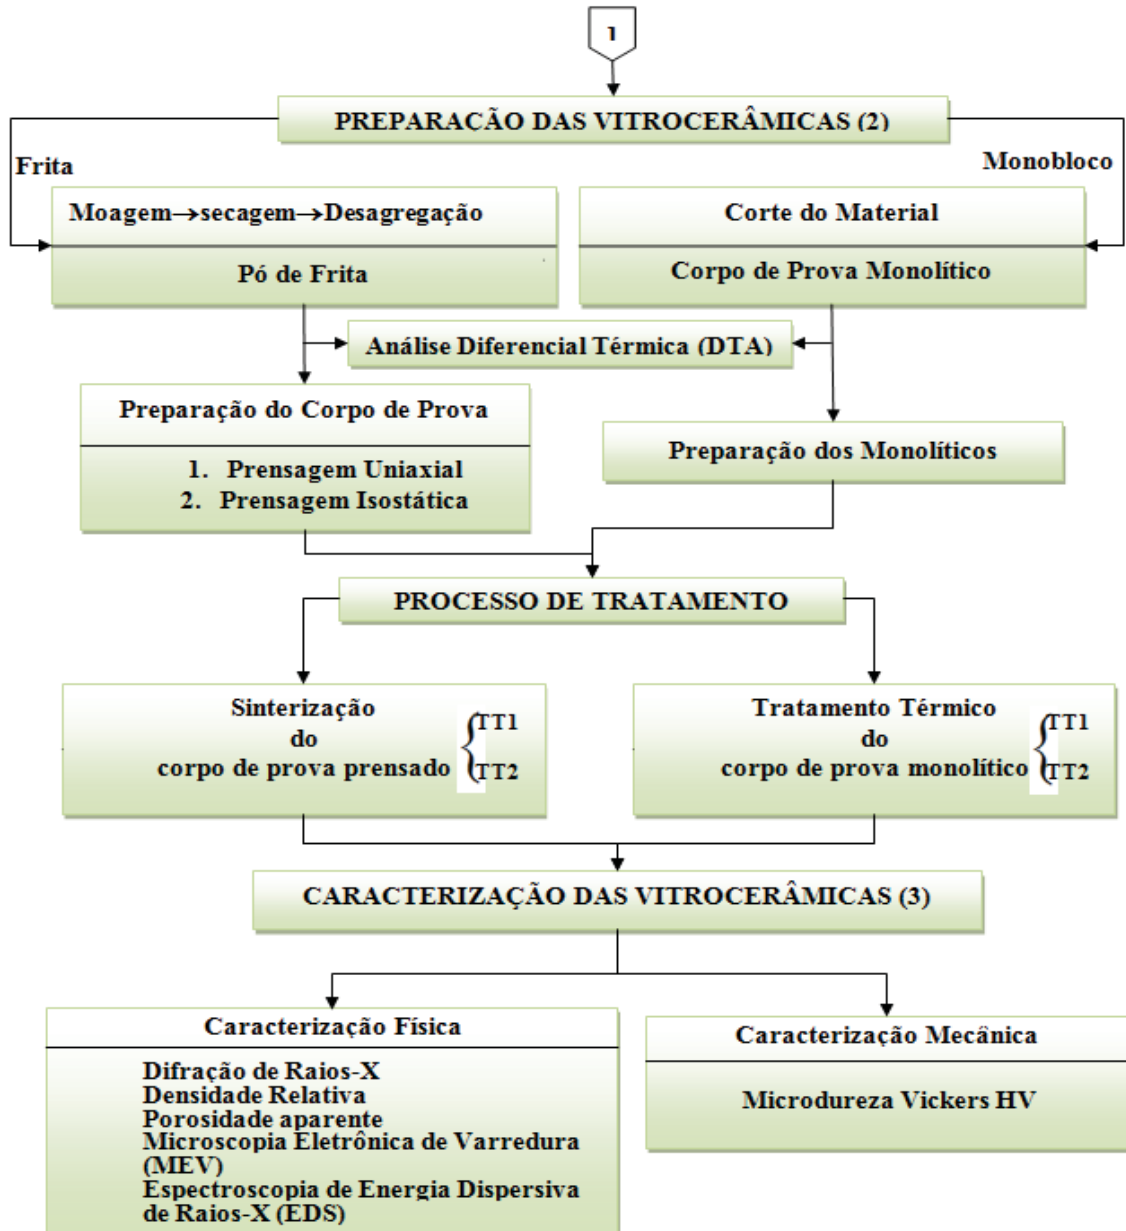 1
PREPARAÇÃO DAS VITROCERÂMICAS (2)
Frita
Monobloco
Moagem→secagem→Desagregação
Pó de Frita
Corte do Material
Corpo de Prova Monolítico
Análise Diferencial Térmica (DTA)
Preparação do Corpo de Prova
1. Prensagem Uniaxial
2. Prensagem Isostática
Preparação dos Monolíticos
PROCESSO DE TRATAMENTO
Sinterização
do
corpo de prova prensado
TT1
TT2
Tratamento Térmico
do
corpo de prova monolítico
TT1
TT2
CARACTERIZAÇÃO DAS VITROCERÂMICAS (3)
Caracterização Física
Difração de Raios-X
Densidade Relativa
Porosidade aparente
Microscopia Eletrônica de Varredura
(MEV)
Espectroscopia de Energia Dispersiva
de Raios-X (EDS)
Caracterização Mecânica
Microdureza Vickers HV